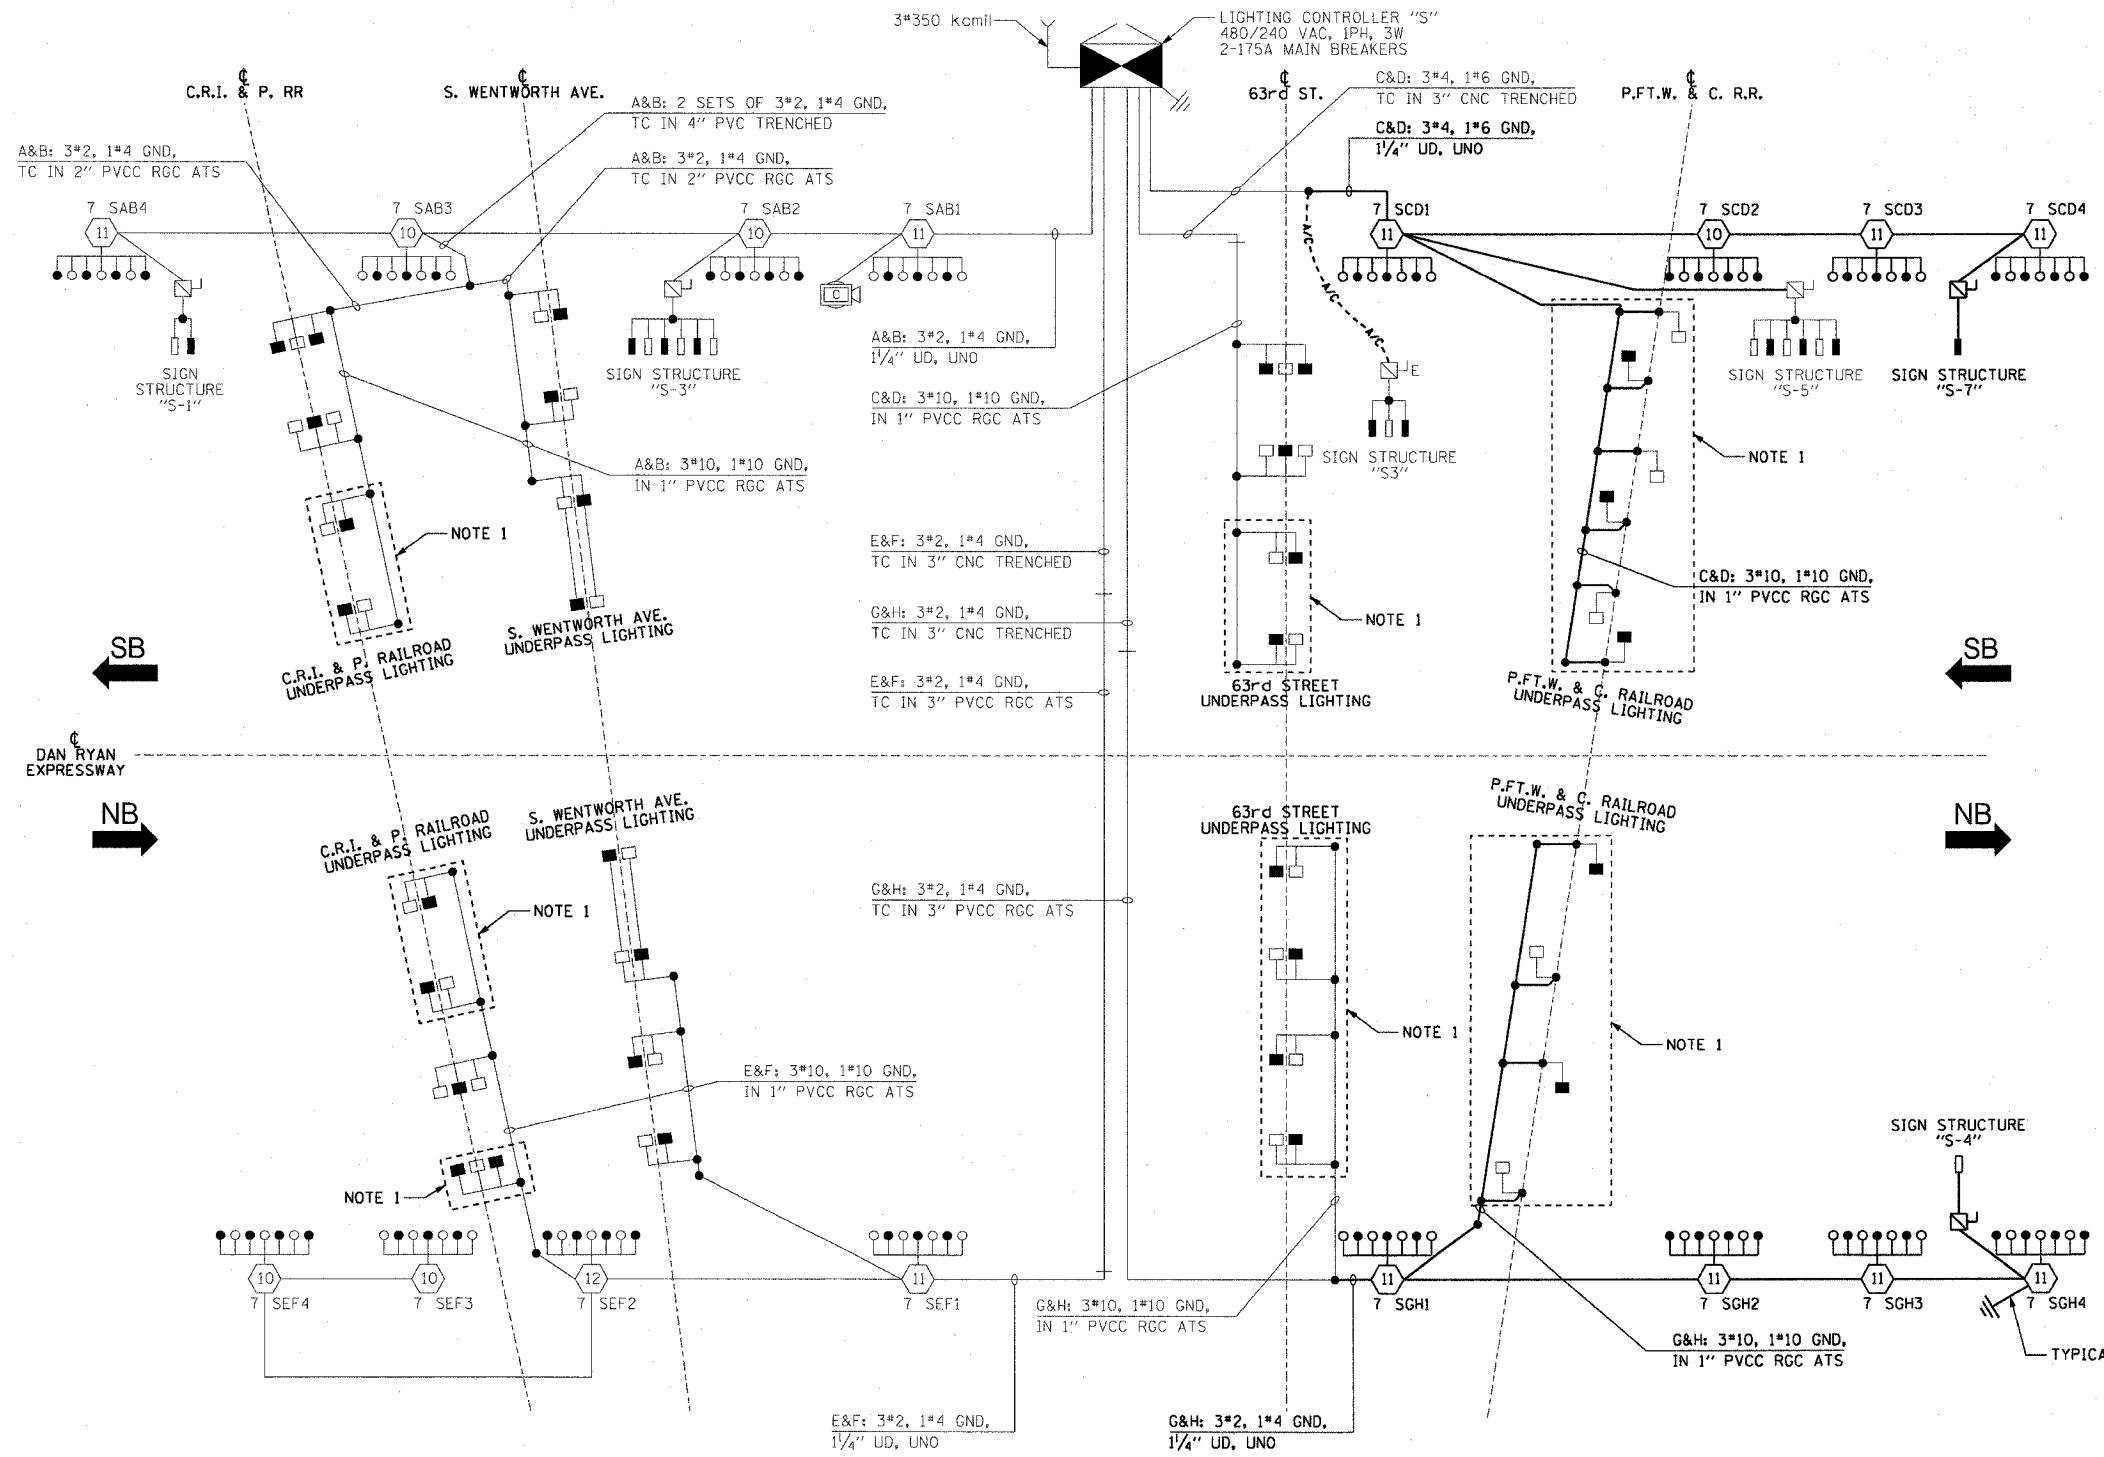 3#350 kcmil
LIGHTING CONTROLLER "S"
480/240 VAC, 1PH, 3W
2-175A MAIN BREAKERS
℄
C.R.I. & P. RR
℄
S. WENTWORTH AVE.
℄
63rd ST.
℄
P.FT.W. & C. R.R.
A&B: 2 SETS OF 3#2, 1#4 GND,
TC IN 4" PVC TRENCHED
C&D: 3#4, 1#6 GND,
TC IN 3" CNC TRENCHED
C&D: 3#4, 1#6 GND,
1¼" UD, UNO
A&B: 3#2, 1#4 GND,
TC IN 2" PVCC RGC ATS
A&B: 3#2, 1#4 GND,
TC IN 2" PVCC RGC ATS
7 SAB4
11
7 SAB3
10
7 SAB2
10
7 SAB1
11
7 SCD1
11
7 SCD2
10
7 SCD3
11
7 SCD4
11
A/C
A/C
A/C
J
J
C
J
J
J E
SIGN
STRUCTURE
"S-1"
SIGN STRUCTURE
"S-3"
A&B: 3#2, 1#4 GND,
1¼" UD, UNO
C&D: 3#10, 1#10 GND,
IN 1" PVCC RGC ATS
SIGN STRUCTURE
"S3"
SIGN STRUCTURE
"S-5"
SIGN STRUCTURE
"S-7"
NOTE 1
A&B: 3#10, 1#10 GND,
IN 1" PVCC RGC ATS
NOTE 1
E&F: 3#2, 1#4 GND,
TC IN 3" CNC TRENCHED
C&D: 3#10, 1#10 GND,
IN 1" PVCC RGC ATS
G&H: 3#2, 1#4 GND,
TC IN 3" CNC TRENCHED
NOTE 1
S. WENTWORTH AVE.
UNDERPASS LIGHTING
C.R.I. & P. RAILROAD
UNDERPASS LIGHTING
SB
E&F: 3#2, 1#4 GND,
TC IN 3" PVCC RGC ATS
63rd STREET
UNDERPASS LIGHTING
P.FT.W. & C. RAILROAD
UNDERPASS LIGHTING
SB
℄
DAN RYAN
EXPRESSWAY
NB
C.R.I. & P. RAILROAD
UNDERPASS LIGHTING
S. WENTWORTH AVE.
UNDERPASS LIGHTING
63rd STREET
UNDERPASS LIGHTING
P.FT.W. & C. RAILROAD
UNDERPASS LIGHTING
NB
NOTE 1
G&H: 3#2, 1#4 GND,
TC IN 3" PVCC RGC ATS
NOTE 1
NOTE 1
E&F: 3#10, 1#10 GND,
IN 1" PVCC RGC ATS
SIGN STRUCTURE
"S-4"
J
NOTE 1
10
7 SEF4
10
7 SEF3
12
7 SEF2
11
7 SEF1
11
7 SGH1
11
7 SGH2
11
7 SGH3
11
7 SGH4
G&H: 3#10, 1#10 GND,
IN 1" PVCC RGC ATS
G&H: 3#10, 1#10 GND,
IN 1" PVCC RGC ATS
TYPICA
E&F: 3#2, 1#4 GND,
1¼" UD, UNO
G&H: 3#2, 1#4 GND,
1¼" UD, UNO